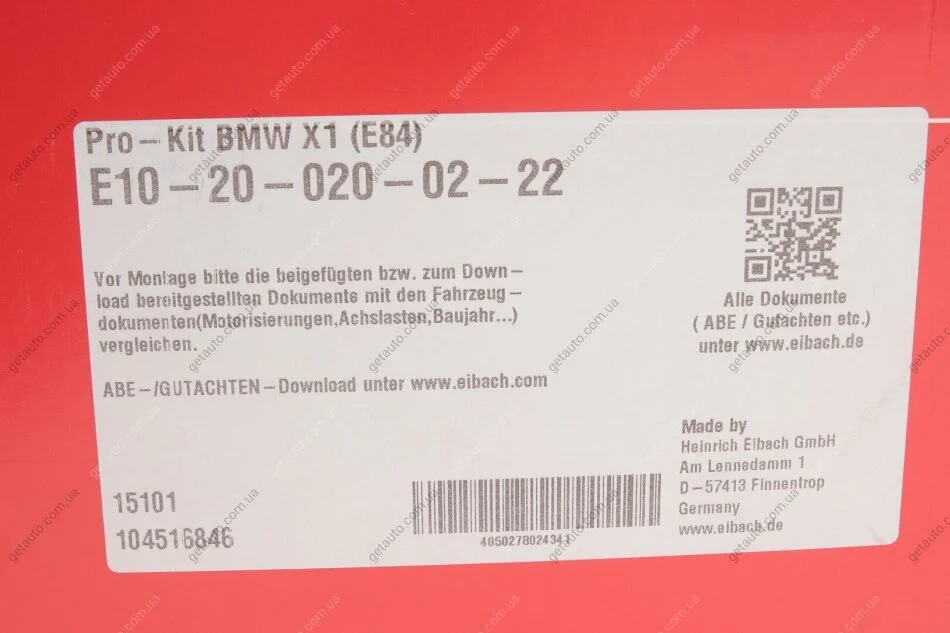 Pro – Kit BMW X1 (E84)
E10 – 20 – 020 – 02 – 22
Vor Montage bitte die beigefügten bzw. zum Down –
load bereitgestellten Dokumente mit den Fahrzeug –
dokumenten(Motorisierungen,Achslasten,Baujahr...)
vergleichen.
ABE –/GUTACHTEN – Download unter www.eibach.com
Alle Dokumente
( ABE / Gutachten etc.)
unter www.eibach.de
Made by
Heinrich Eibach GmbH
Am Lennedamm 1
D – 57413 Finnentrop
Germany
www.eibach.de
15101
104516846
4050278024341
getauto.com.ua